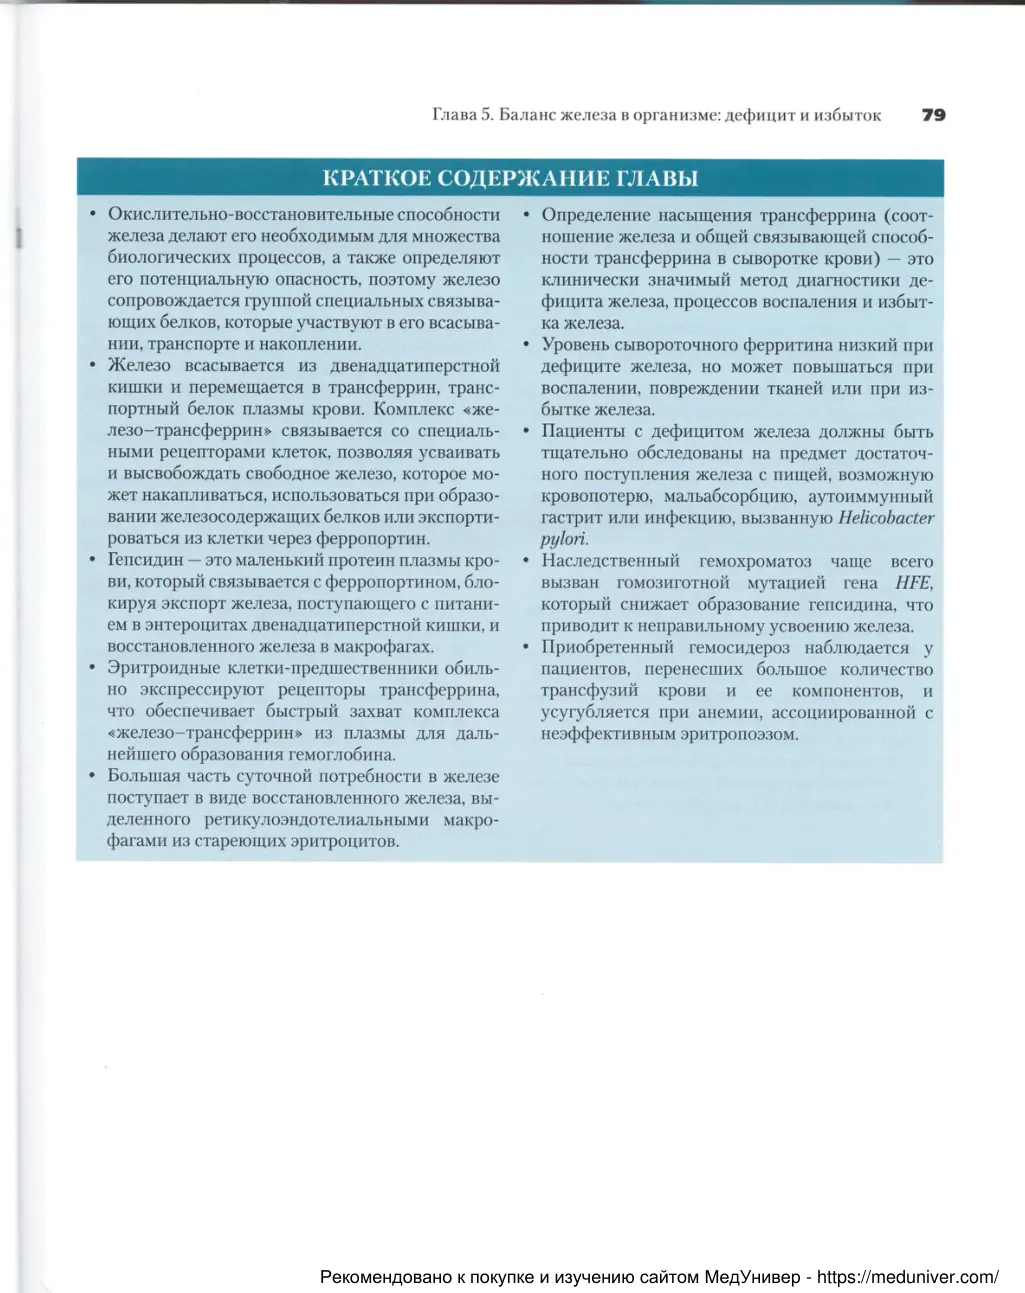 Глава 5. Баланс железа в организме: дефицит и избыток 79
КРАТКОЕ СОДЕРЖАНИЕ ГЛАВЫ
• Окислительно-восстановительные способности
железа делают его необходимым для множества
биологических процессов, а также определяют
его потенциальную опасность, поэтому железо
сопровождается группой специальных связыва-
ющих белков, которые участвуют в его всасыва-
нии, транспорте и накоплении.
• Железо всасывается из двенадцатиперстной
кишки и перемещается в трансферрин, транс-
портный белок плазмы крови. Комплекс «же-
лезо–трансферрин» связывается со специаль-
ными рецепторами клеток, позволяя усваивать
и высвобождать свободное железо, которое мо-
жет накапливаться, использоваться при образо-
вании железосодержащих белков или экспорти-
роваться из клетки через ферропортин.
• Гепсидин — это маленький протеин плазмы кро-
ви, который связывается с ферропортином, бло-
кируя экспорт железа, поступающего с питани-
ем в энтероцитах двенадцатиперстной кишки, и
восстановленного железа в макрофагах.
• Эритроидные клетки-предшественники обиль-
но экспрессируют рецепторы трансферрина,
что обеспечивает быстрый захват комплекса
«железо–трансферрин» из плазмы для даль-
нейшего образования гемоглобина.
• Большая часть суточной потребности в железе
поступает в виде восстановленного железа, вы-
деленного ретикулоэндотелиальными макро-
фагами из стареющих эритроцитов.
• Определение насыщения трансферрина (соот-
ношение железа и общей связывающей способ-
ности трансферрина в сыворотке крови) — это
клинически значимый метод диагностики де-
фицита железа, процессов воспаления и избыт-
ка железа.
• Уровень сывороточного ферритина низкий при
дефиците железа, но может повышаться при
воспалении, повреждении тканей или при из-
бытке железа.
• Пациенты с дефицитом железа должны быть
тщательно обследованы на предмет достаточ-
ного поступления железа с пищей, возможную
кровопотерю, мальабсорбцию, аутоиммунный
гастрит или инфекцию, вызванную Helicobacter
pylori.
• Наследственный гемохроматоз чаще всего
вызван гомозиготной мутацией гена HFE,
который снижает образование гепсидина, что
приводит к неправильному усвоению железа.
• Приобретенный гемосидероз наблюдается у
пациентов, перенесших большое количество
трансфузий крови и ее компонентов, и
усугубляется при анемии, ассоциированной с
неэффективным эритропоэзом.
Рекомендовано к покупке и изучению сайтом МедУнивер - https://meduniver.com/